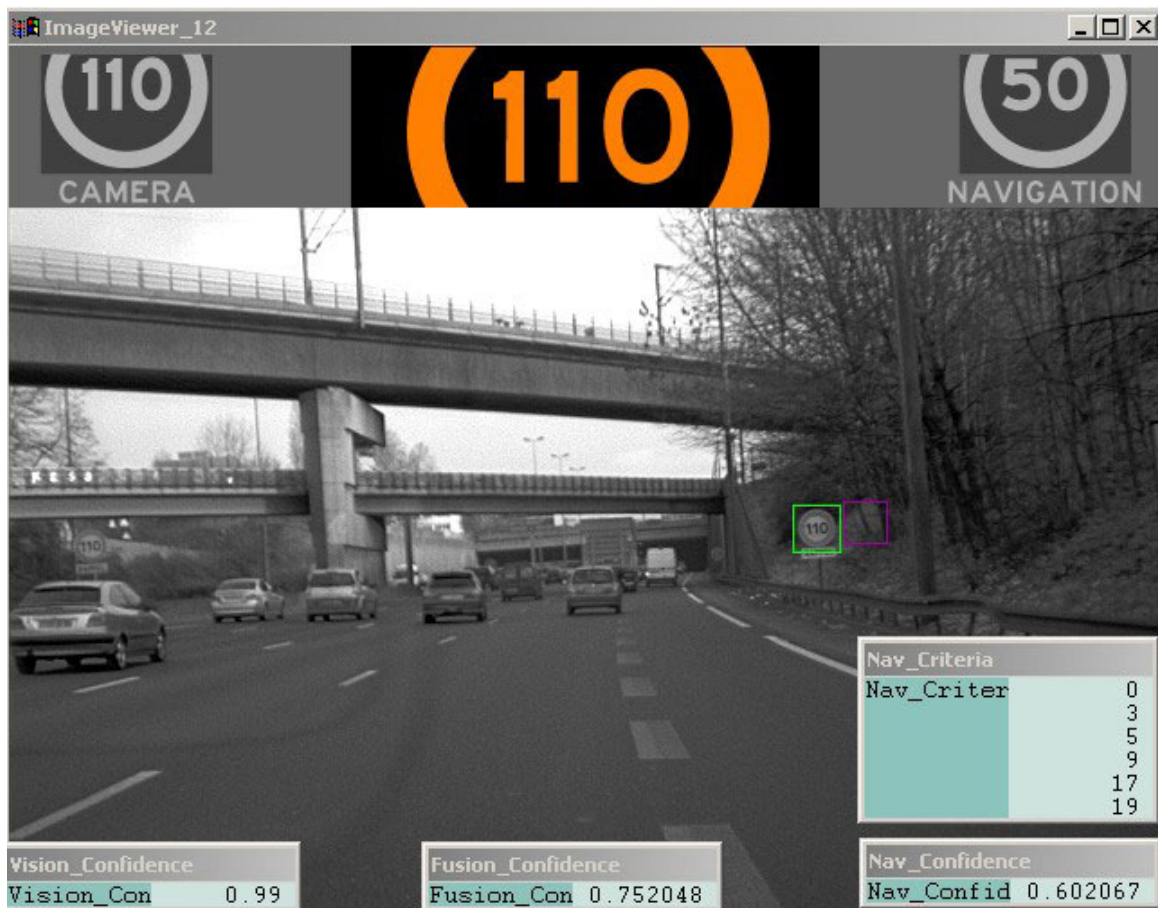 ImageViewer_12
110
CAMERA
110
50
NAVIGATION
110
110
Nav_Criteria
Nav_Criter 0
3
5
9
17
19
Vision_Confidence
Vision_Con 0.99
Fusion_Confidence
Fusion_Con 0.752048
Nav_Confidence
Nav_Confid 0.602067